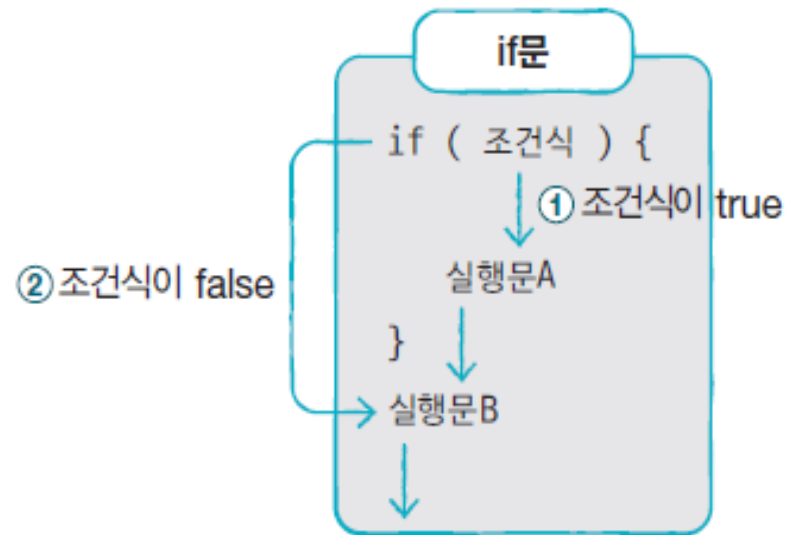 if문
if ( 조건식 ) {
① 조건식이 true
② 조건식이 false
실행문A
}
실행문B